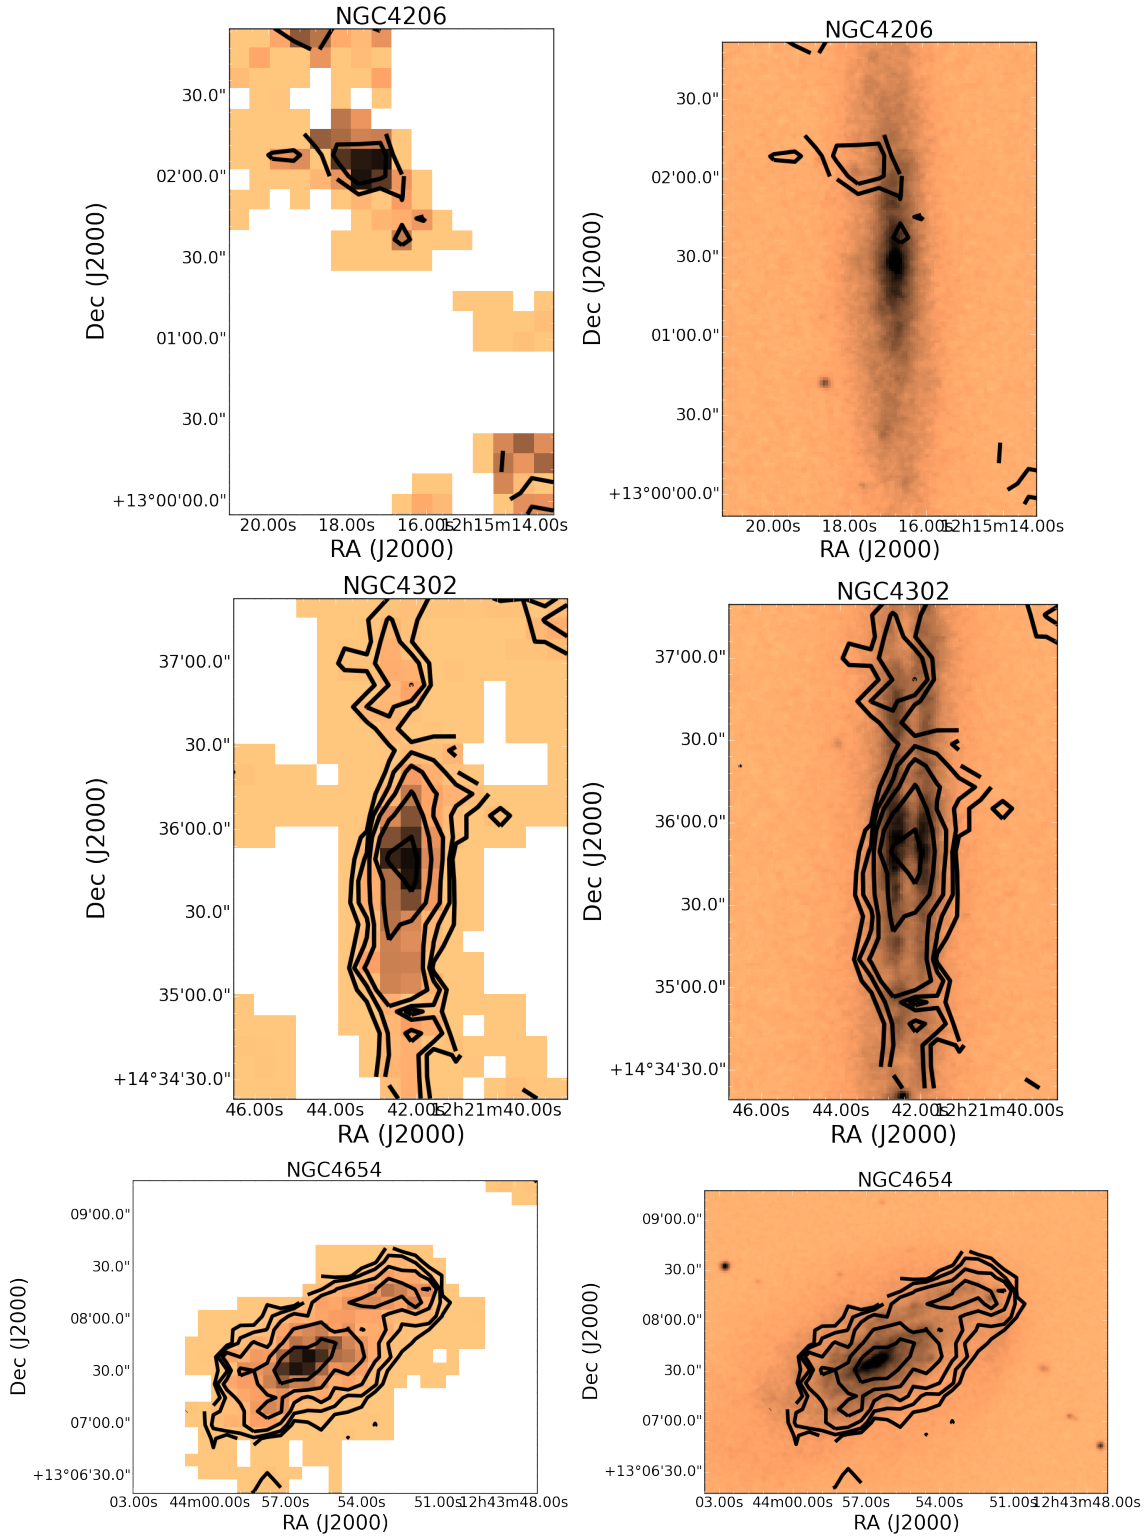 NGC4206
NGC4206
30.0"
02'00.0"
30.0"
01'00.0"
30.0"
+13°00'00.0"
Dec (J2000)
20.00s 18.00s 16.00s 12h15m14.00s
RA (J2000)
30.0"
02'00.0"
30.0"
01'00.0"
30.0"
+13°00'00.0"
Dec (J2000)
20.00s 18.00s 16.00s 12h15m14.00s
RA (J2000)
NGC4302
NGC4302
37'00.0"
30.0"
36'00.0"
30.0"
35'00.0"
+14°34'30.0"
Dec (J2000)
46.00s 44.00s 42.00s 12h21m40.00s
RA (J2000)
37'00.0"
30.0"
36'00.0"
30.0"
35'00.0"
+14°34'30.0"
Dec (J2000)
46.00s 44.00s 42.00s 12h21m40.00s
RA (J2000)
NGC4654
NGC4654
09'00.0"
30.0"
08'00.0"
30.0"
07'00.0"
+13°06'30.0"
Dec (J2000)
03.00s 44m00.00s 57.00s 54.00s 51.00s 12h43m48.00s
RA (J2000)
09'00.0"
30.0"
08'00.0"
30.0"
07'00.0"
+13°06'30.0"
Dec (J2000)
03.00s 44m00.00s 57.00s 54.00s 51.00s 12h43m48.00s
RA (J2000)